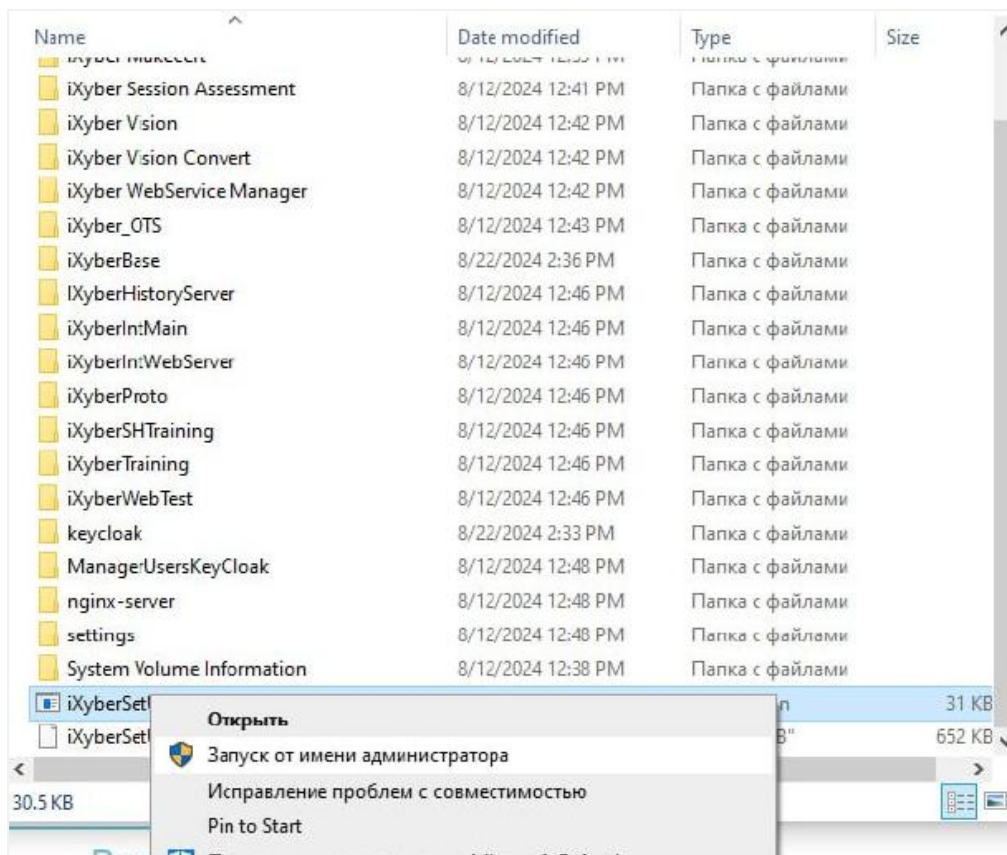 Name Date modified Type Size
iXyber Session Assessment 8/12/2024 12:41 PM Папка с файлами
iXyber Vision 8/12/2024 12:42 PM Папка с файлами
iXyber Vision Convert 8/12/2024 12:42 PM Папка с файлами
iXyber WebService Manager 8/12/2024 12:42 PM Папка с файлами
iXyber_OTS 8/12/2024 12:43 PM Папка с файлами
iXyberBase 8/22/2024 2:36 PM Папка с файлами
IXyberHistoryServer 8/12/2024 12:46 PM Папка с файлами
iXyberIntMain 8/12/2024 12:46 PM Папка с файлами
iXyberIntWebServer 8/12/2024 12:46 PM Папка с файлами
iXyberProto 8/12/2024 12:46 PM Папка с файлами
iXyberSHTraining 8/12/2024 12:46 PM Папка с файлами
iXyberTraining 8/12/2024 12:46 PM Папка с файлами
iXyberWebTest 8/12/2024 12:46 PM Папка с файлами
keycloak 8/22/2024 2:33 PM Папка с файлами
ManagerUsersKeyCloak 8/12/2024 12:48 PM Папка с файлами
nginx-server 8/12/2024 12:48 PM Папка с файлами
settings 8/12/2024 12:48 PM Папка с файлами
System Volume Information 8/12/2024 12:38 PM Папка с файлами
31 KB
Открыть
652 KB
Запуск от имени администратора
30.5 KB
Исправление проблем с совместимостью
Pin to Start